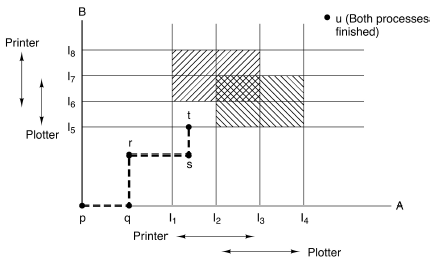 B
u (Both processes
finished)
Printer
I8
I7
I6
Plotter
I5
t
r
s
p
q
I1
I2
I3
I4
A
Printer
Plotter